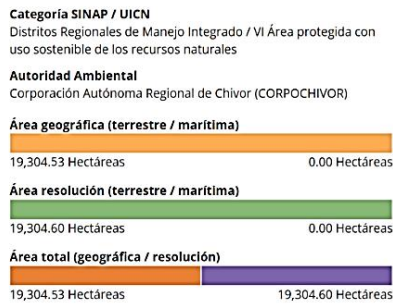 Categoría SINAP / UICN
Distritos Regionales de Manejo Integrado / VI Área protegida con
uso sostenible de los recursos naturales
Autoridad Ambiental
Corporación Autónoma Regional de Chivor (CORPOCHIVOR)
Área geográfica (terrestre / marítima)
19,304.53 Hectáreas 0.00 Hectáreas
Área resolución (terrestre / marítima)
19,304.60 Hectáreas 0.00 Hectáreas
Área total (geográfica / resolución)
19,304.53 Hectáreas 19,304.60 Hectáreas